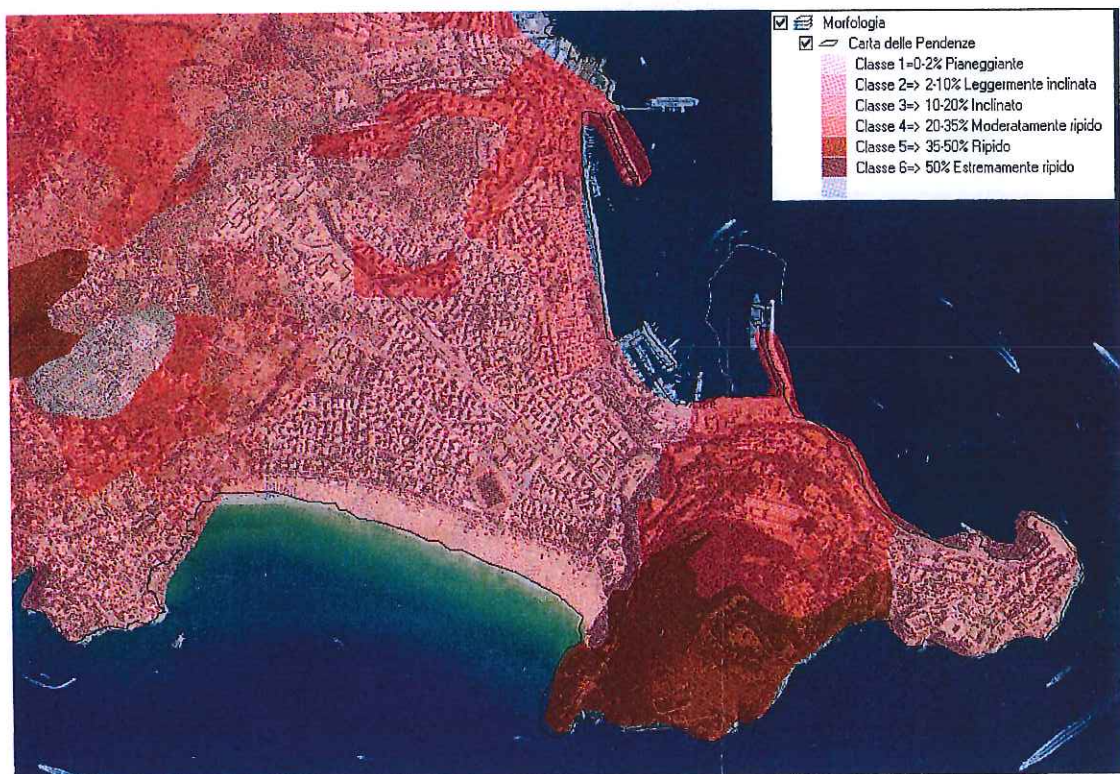 Morfologia
Carta delle Pendenze
Classe 1=0-2% Pianeggiante
Classe 2=> 2-10% Leggermente inclinata
Classe 3=> 10-20% Inclinato
Classe 4=> 20-35% Moderatamente ripido
Classe 5=> 35-50% Ripido
Classe 6=> 50% Estremamente ripido